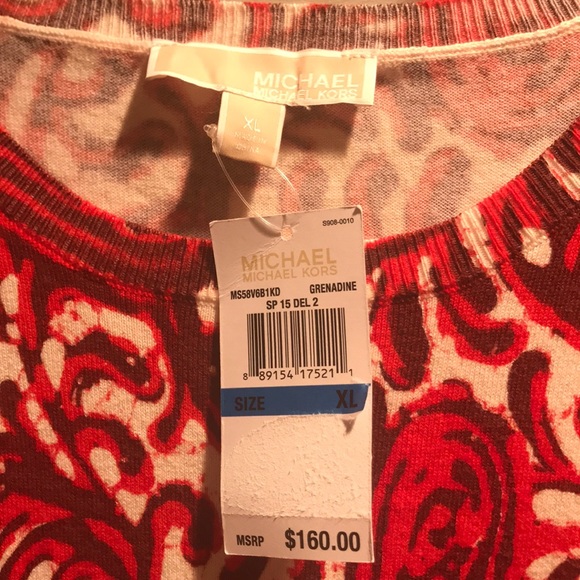 MICHAEL
MICHAEL KORS
XL
S908-0010
MICHAEL
MICHAEL KORS
MS58V6B1KD GRENADINE
SP 15 DEL 2
8 89154 17521 1
SIZE XL
MSRP $160.00